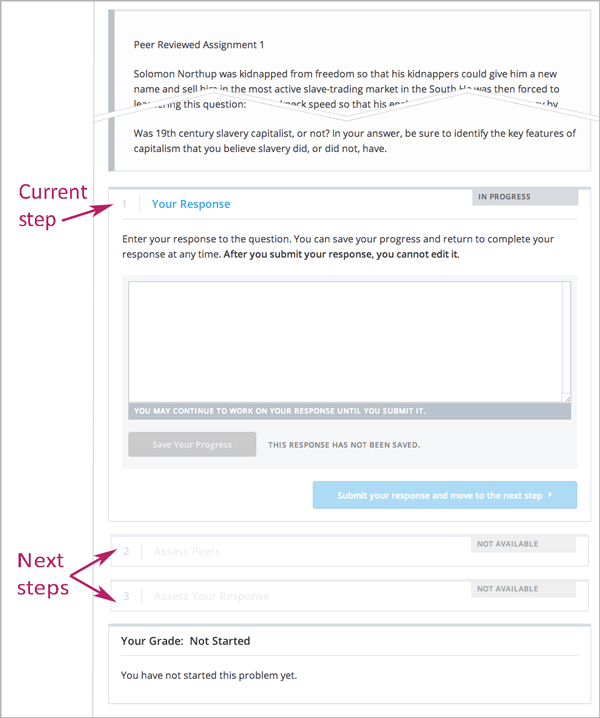 Peer Reviewed Assignment 1
Solomon Northup was kidnapped from freedom so that his kidnappers could give him a new
name and sell him in the most active slave-trading market in the South He was then forced to
this question: speed so that his by
Was 19th century slavery capitalist, or not? In your answer, be sure to identify the key features of
capitalism that you believe slavery did, or did not, have.
Current
step
1 Your Response
IN PROGRESS
Enter your response to the question. You can save your progress and return to complete your
response at any time. After you submit your response, you cannot edit it.
YOU MAY CONTINUE TO WORK ON YOUR RESPONSE UNTIL YOU SUBMIT IT.
Save Your Progress
THIS RESPONSE HAS NOT BEEN SAVED.
Submit your response and move to the next step
Next
steps
2 Assess Peers
NOT AVAILABLE
3 Assess Your Response
NOT AVAILABLE
Your Grade: Not Started
You have not started this problem yet.